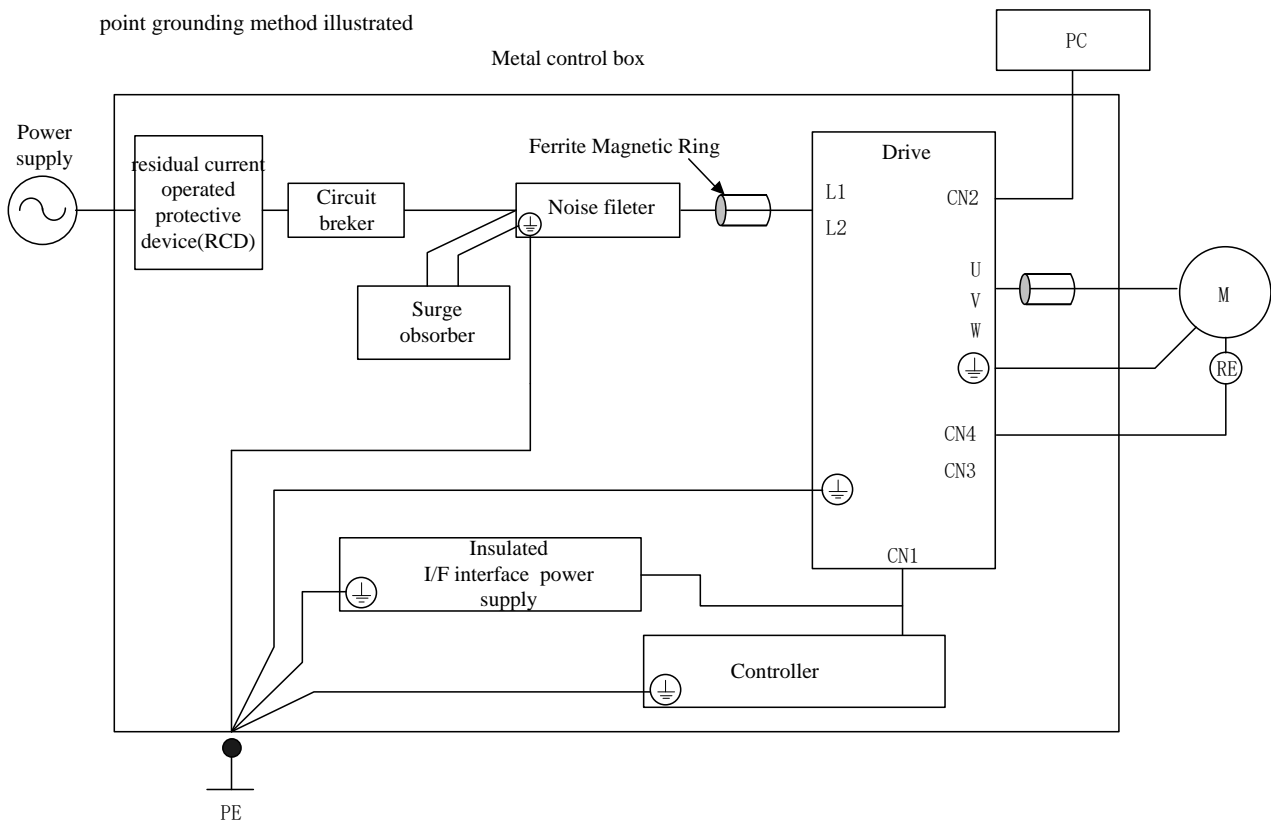 point grounding method illustrated
Metal control box
PC
Power
supply
residual current
operated
protective
device(RCD)
Circuit
breker
Noise fileter
Ferrite Magnetic Ring
Drive
L1
L2
CN2
U
V
W
CN4
CN3
CN1
M
RE
Surge
obsorber
Insulated
I/F interface power
supply
Controller
PE